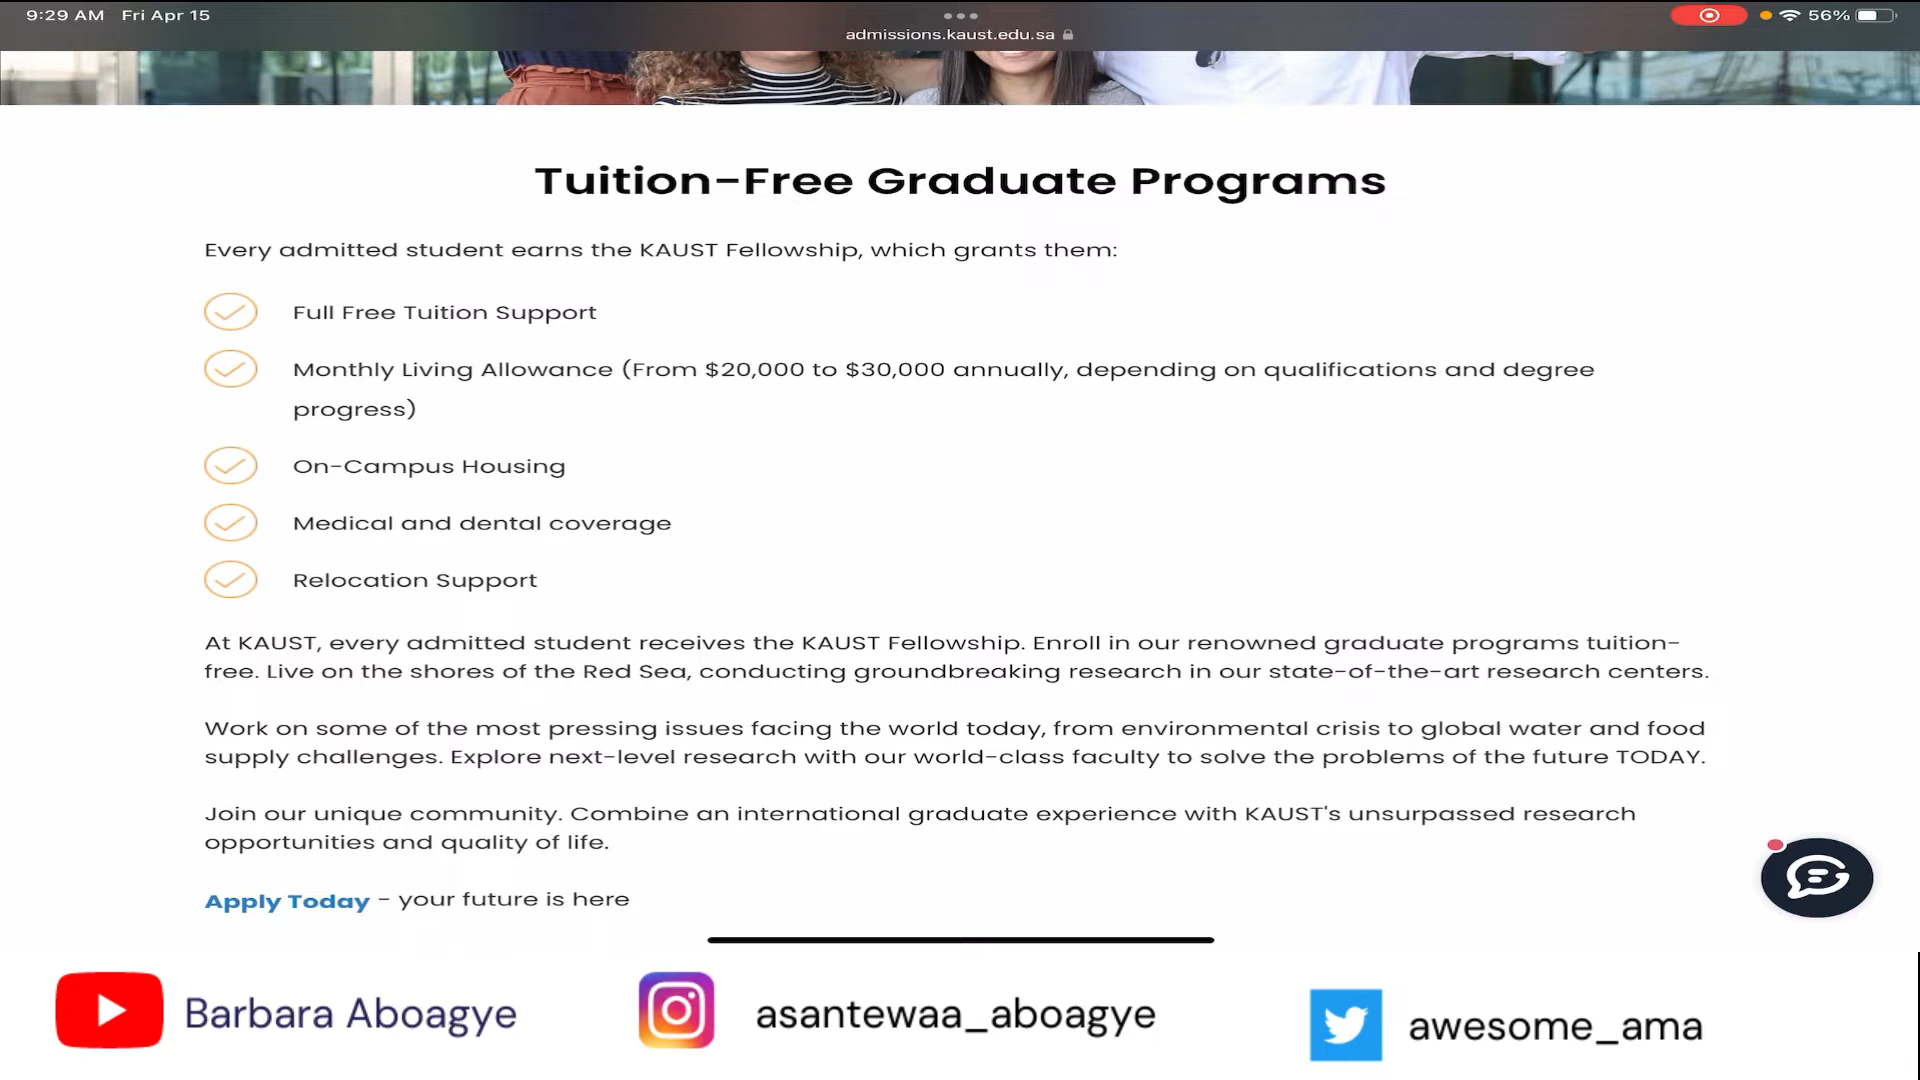 9:29 AM Fri Apr 15
56%
admissions.kaust.edu.sa
Tuition-Free Graduate Programs
Every admitted student earns the KAUST Fellowship, which grants them:
Full Free Tuition Support
Monthly Living Allowance (From $20,000 to $30,000 annually, depending on qualifications and degree
progress)
On-Campus Housing
Medical and dental coverage
Relocation Support
At KAUST, every admitted student receives the KAUST Fellowship. Enroll in our renowned graduate programs tuition-
free. Live on the shores of the Red Sea, conducting groundbreaking research in our state-of-the-art research centers.
Work on some of the most pressing issues facing the world today, from environmental crisis to global water and food
supply challenges. Explore next-level research with our world-class faculty to solve the problems of the future TODAY.
Join our unique community. Combine an international graduate experience with KAUST's unsurpassed research
opportunities and quality of life.
Apply Today - your future is here
Barbara Aboagye
asantewaa_aboagye
awesome_ama